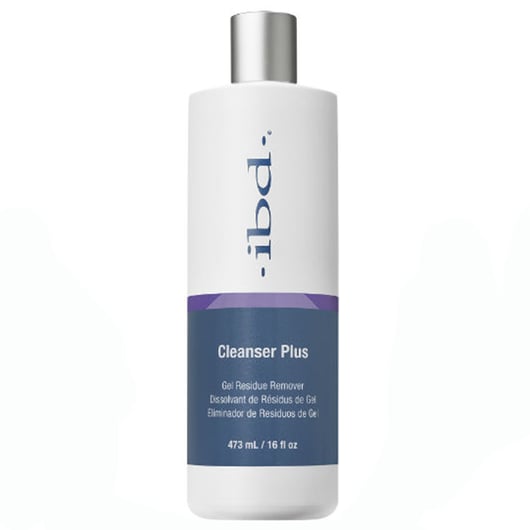 ibd
Cleanser Plus
Gel Residue Remover
Dissolvant de Résidus de Gel
Eliminador de Residuos de Gel
473 mL / 16 fl oz